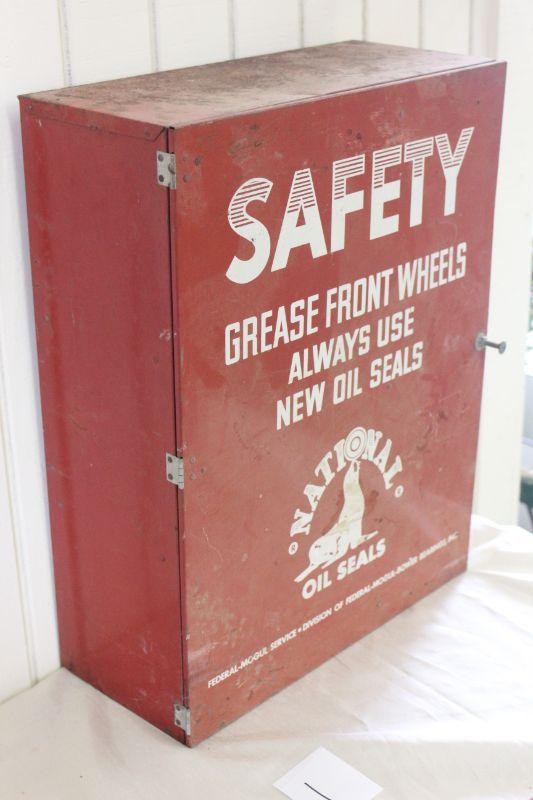 SAFETY
GREASE FRONT WHEELS
ALWAYS USE
NEW OIL SEALS
® NATIONAL ®
OIL SEALS
FEDERAL-MOGUL SERVICE • DIVISION OF FEDERAL-MOGUL-BOWER BEARINGS, INC.
1